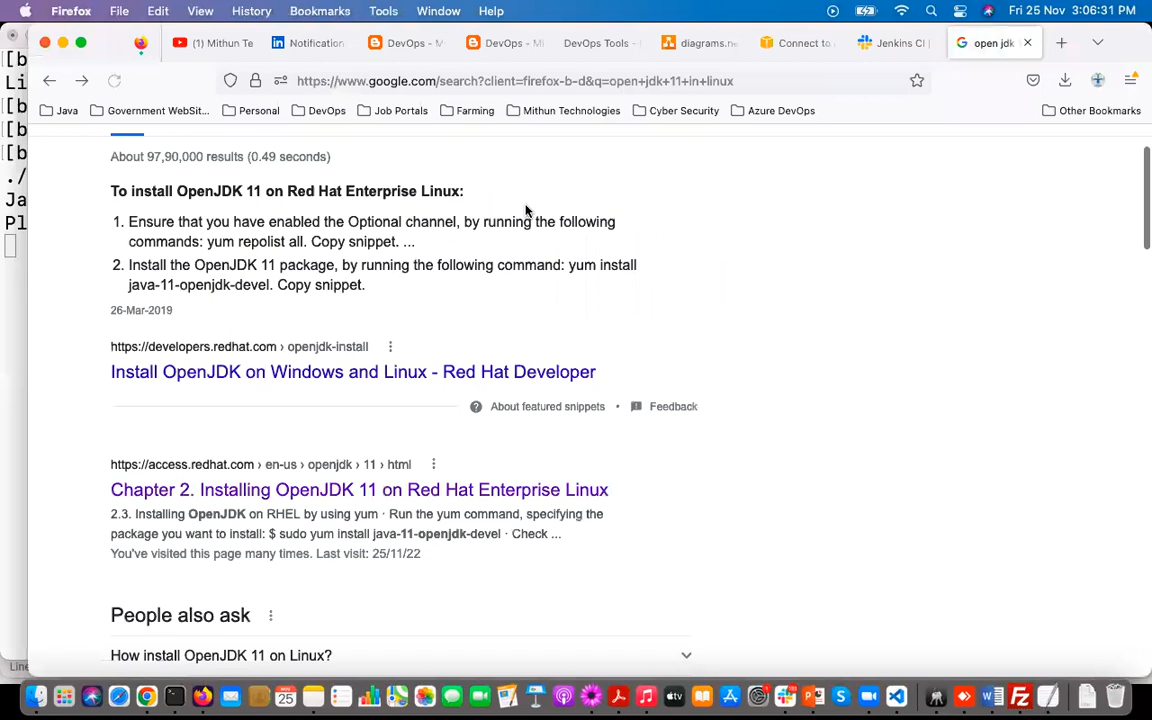 Firefox File Edit View History Bookmarks Tools Window Help Fri 25 Nov 3:06:31 PM
(1) Mithun Te Notification DevOps - M DevOps - Mi DevOps Tools - diagrams.ne Connect to Jenkins CI open jdk
https://www.google.com/search?client=firefox-b-d&q=open+jdk+11+in+linux
Java Government WebSit... Personal DevOps Job Portals Farming Mithun Technologies Cyber Security Azure DevOps Other Bookmarks
[b
Li
[b
[b
[b
./
Ja
Pl
About 97,90,000 results (0.49 seconds)
To install OpenJDK 11 on Red Hat Enterprise Linux:
1. Ensure that you have enabled the Optional channel, by running the following
commands: yum repolist all. Copy snippet. ...
2. Install the OpenJDK 11 package, by running the following command: yum install
java-11-openjdk-devel. Copy snippet.
26-Mar-2019
https://developers.redhat.com › openjdk-install
Install OpenJDK on Windows and Linux - Red Hat Developer
About featured snippets • Feedback
https://access.redhat.com › en-us › openjdk › 11 › html
Chapter 2. Installing OpenJDK 11 on Red Hat Enterprise Linux
2.3. Installing OpenJDK on RHEL by using yum · Run the yum command, specifying the
package you want to install: $ sudo yum install java-11-openjdk-devel · Check ...
You've visited this page many times. Last visit: 25/11/22
People also ask
How install OpenJDK 11 on Linux?
Line
NOV
25
tv